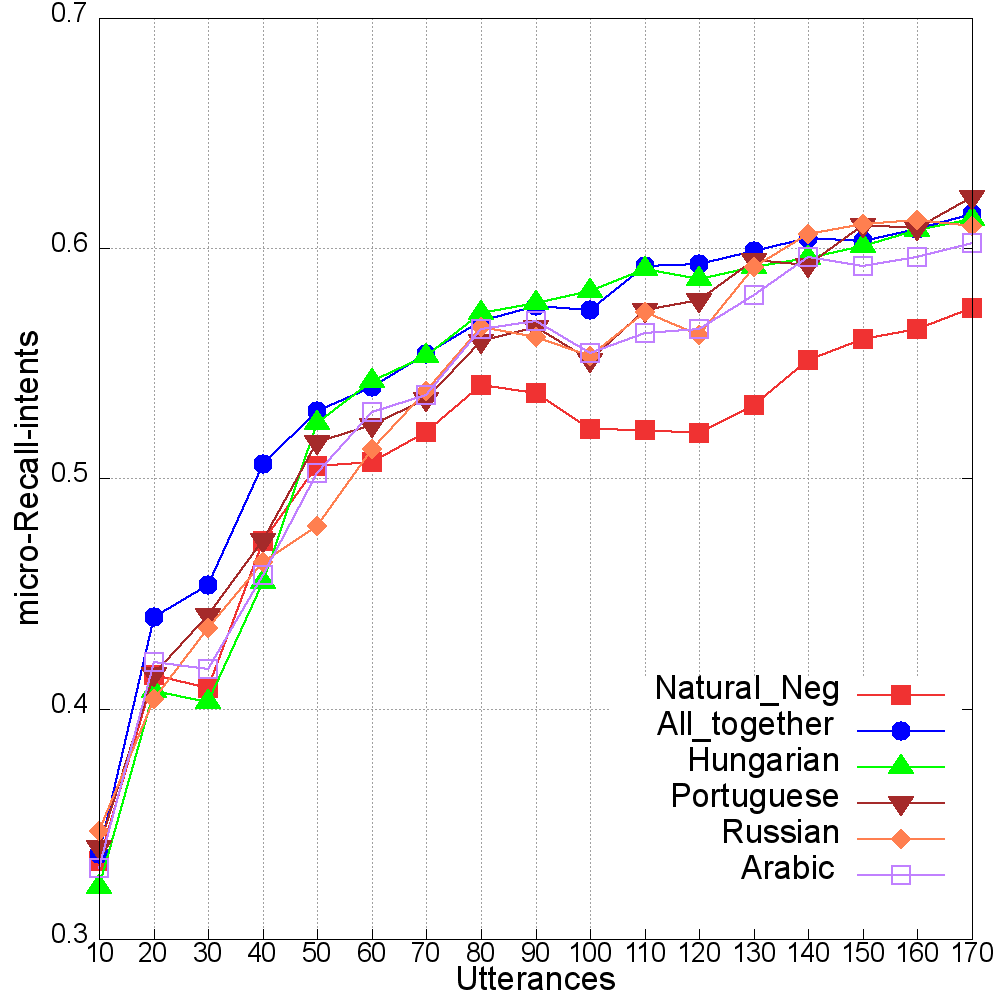 0.7
0.6
0.5
0.4
0.3
micro-Recall-intents
Natural_Neg
All_together
Hungarian
Portuguese
Russian
Arabic
10 20 30 40 50 60 70 80 90 100 110 120 130 140 150 160 170
Utterances